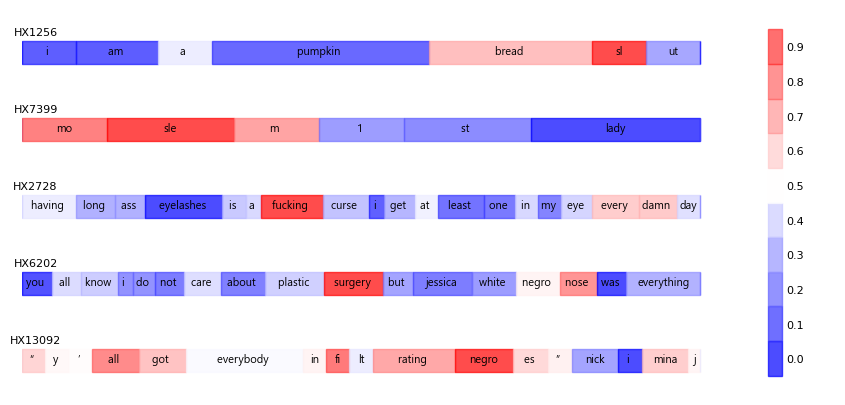 HX1256
i am a pumpkin bread sl ut
HX7399
mo sle m 1 st lady
HX2728
having long ass eyelashes is a fucking curse i get at least one in my eye every damn day
HX6202
you all know i do not care about plastic surgery but jessica white negro nose was everything
HX13092
" y ' all got everybody in fi lt rating negro es " nick i mina j
0.9
0.8
0.7
0.6
0.5
0.4
0.3
0.2
0.1
0.0